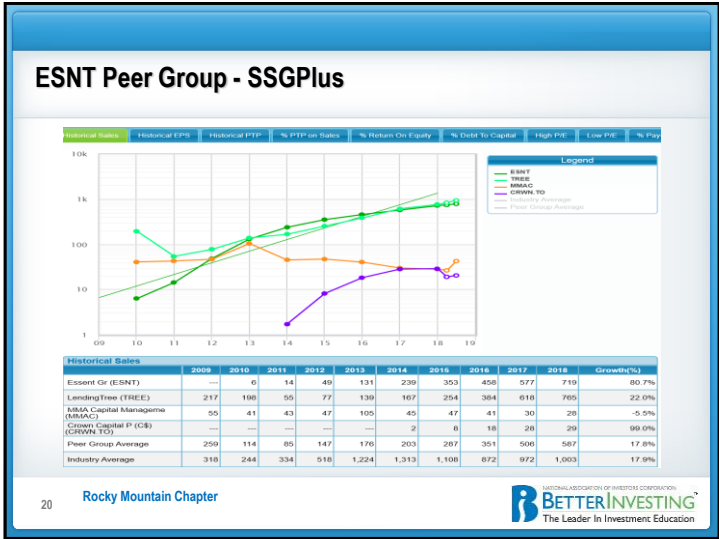 ESNT Peer Group - SSGPlus
Historical Sales Historical EPS Historical PTP % PTP on Sales % Return On Equity % Debt To Capital High P/E Low P/E % Pay
10k
1k
100
10
1
09 10 11 12 13 14 15 16 17 18 19
Legend
ESNT
TREE
MMAC
CRWN.TO
Industry Average
Peer Group Average
Historical Sales
2009 2010 2011 2012 2013 2014 2015 2016 2017 2018 Growth(%)
Essent Gr (ESNT) --- 6 14 49 131 239 353 458 577 719 80.7%
LendingTree (TREE) 217 198 55 77 139 167 254 384 618 765 22.0%
MMA Capital Manageme
(MMAC) 55 41 43 47 105 45 47 41 30 28 -5.5%
Crown Capital P (C$)
(CRWN.TO) --- --- --- --- --- 2 8 18 28 29 99.0%
Peer Group Average 259 114 85 147 176 203 287 351 506 587 17.8%
Industry Average 318 244 334 518 1,224 1,313 1,108 872 972 1,003 17.9%
20
Rocky Mountain Chapter
NATIONAL ASSOCIATION OF INVESTORS CORPORATION
BETTERINVESTING™
The Leader In Investment Education